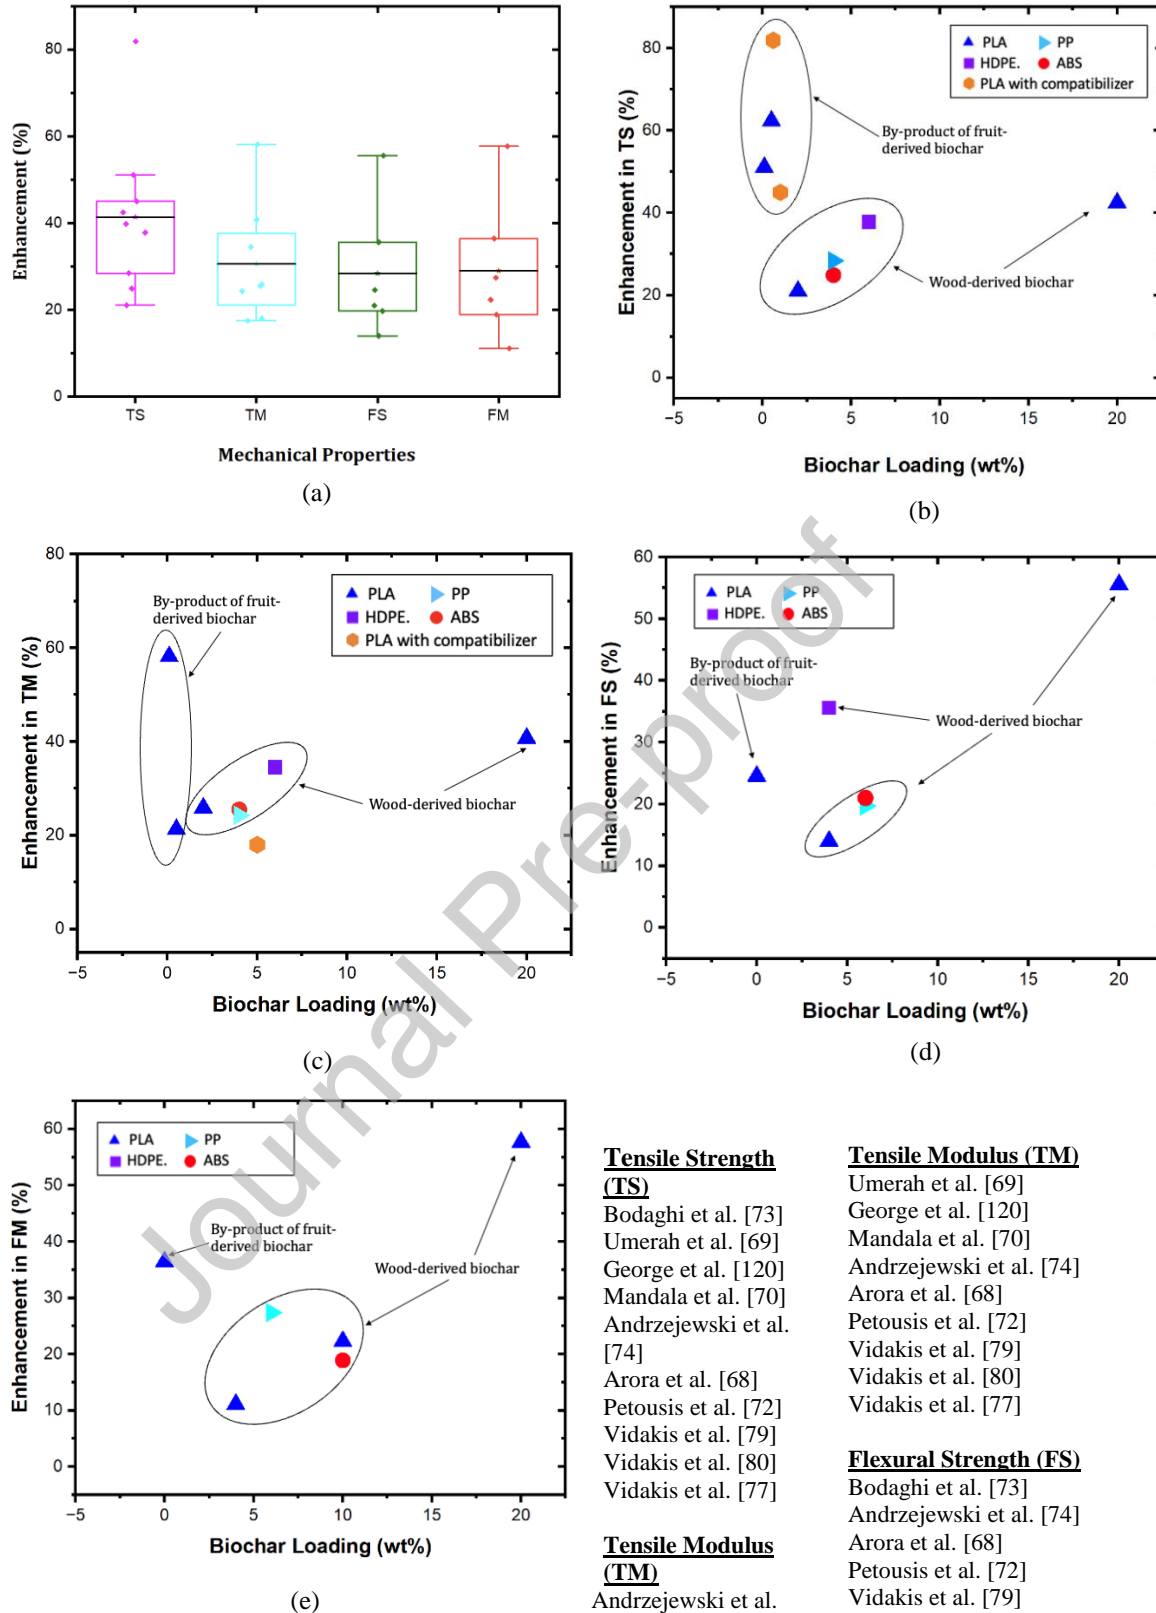 80
60
40
20
0
Enhancement (%)
TS
TM
FS
FM
Mechanical Properties
(a)
80
60
40
20
0
Enhancement in TS (%)
PLA
PP
HDPE.
ABS
PLA with compatibilizer
By-product of fruit-
derived biochar
Wood-derived biochar
−5
0
5
10
15
20
Biochar Loading (wt%)
(b)
80
60
40
20
0
Enhancement in TM (%)
PLA
PP
HDPE.
ABS
PLA with compatibilizer
By-product of fruit-
derived biochar
Wood-derived biochar
−5
0
5
10
15
20
Biochar Loading (wt%)
(c)
60
50
40
30
20
10
0
Enhancement in FS (%)
PLA
PP
HDPE.
ABS
By-product of fruit-
derived biochar
Wood-derived biochar
−5
0
5
10
15
20
Biochar Loading (wt%)
(d)
60
50
40
30
20
10
0
Enhancement in FM (%)
PLA
PP
HDPE.
ABS
By-product of fruit-
derived biochar
Wood-derived biochar
−5
0
5
10
15
20
Biochar Loading (wt%)
(e)
Tensile Strength
(TS)
Bodaghi et al. [73]
Umerah et al. [69]
George et al. [120]
Mandala et al. [70]
Andrzejewski et al.
[74]
Arora et al. [68]
Petousis et al. [72]
Vidakis et al. [79]
Vidakis et al. [80]
Vidakis et al. [77]
Tensile Modulus
(TM)
Andrzejewski et al.
Tensile Modulus (TM)
Umerah et al. [69]
George et al. [120]
Mandala et al. [70]
Andrzejewski et al. [74]
Arora et al. [68]
Petousis et al. [72]
Vidakis et al. [79]
Vidakis et al. [80]
Vidakis et al. [77]
Flexural Strength (FS)
Bodaghi et al. [73]
Andrzejewski et al. [74]
Arora et al. [68]
Petousis et al. [72]
Vidakis et al. [79]
Journal Pre-proof